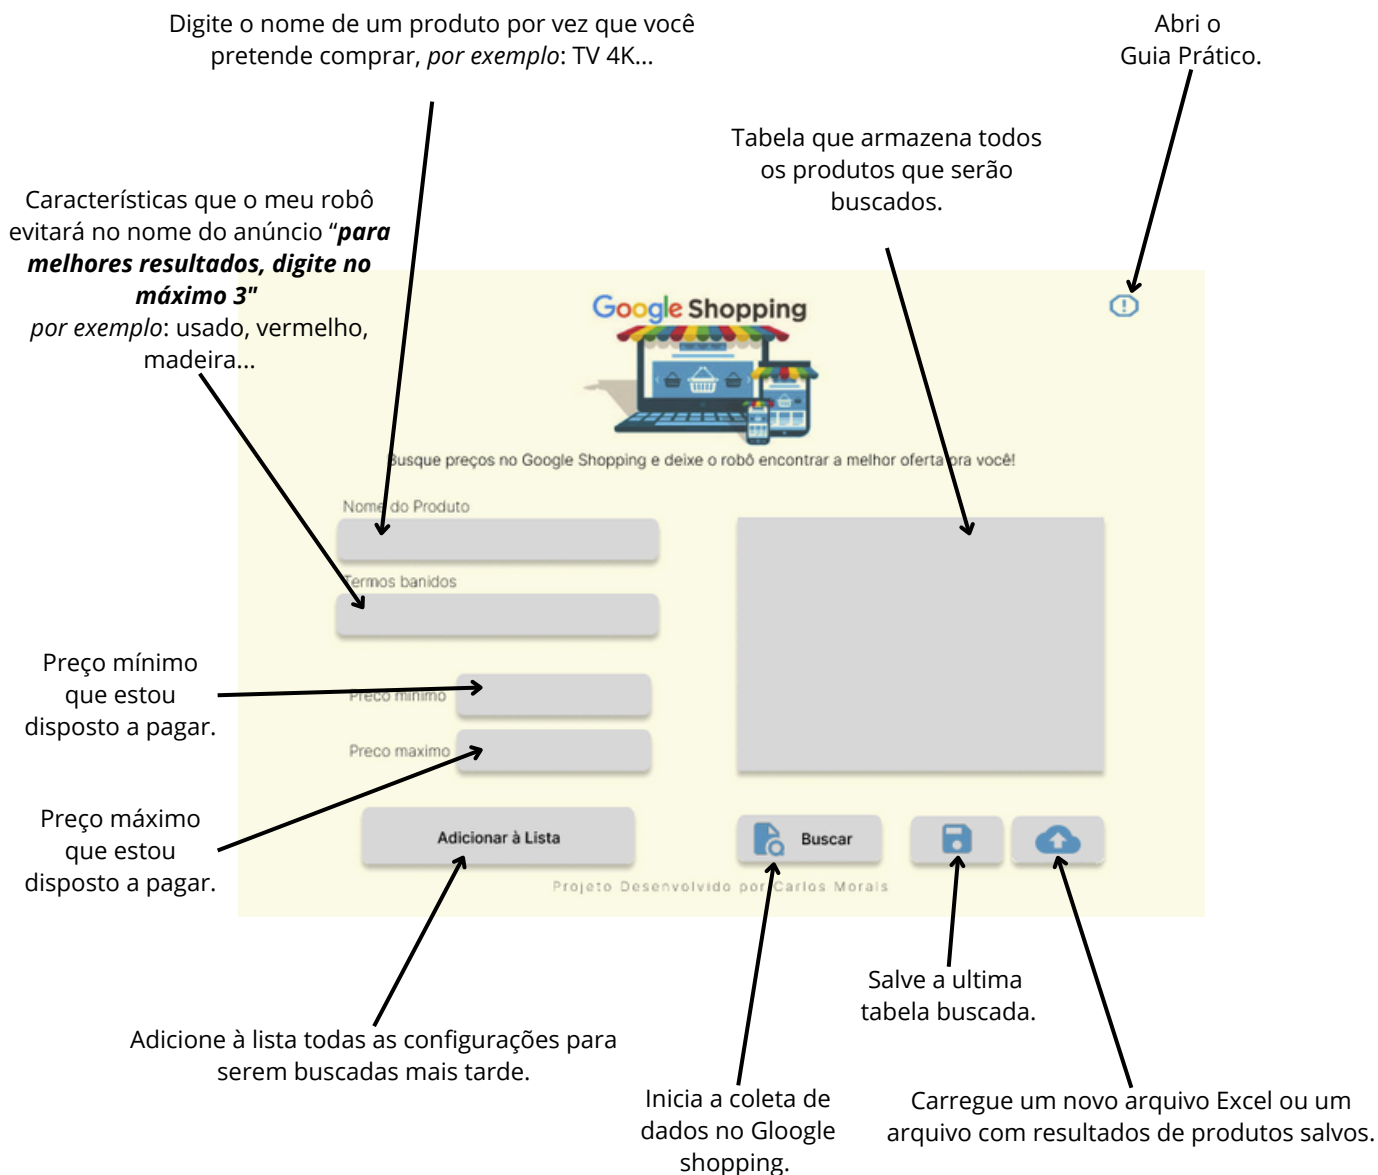 Digite o nome de um produto por vez que você
pretende comprar, por exemplo: TV 4K...
Abri o
Guia Prático.
Tabela que armazena todos
os produtos que serão
buscados.
Características que o meu robô
evitará no nome do anúncio “para
melhores resultados, digite no
máximo 3"
por exemplo: usado, vermelho,
madeira...
Google Shopping
Busque preços no Google Shopping e deixe o robô encontrar a melhor oferta pra você!
Nome do Produto
Termos banidos
Preço mínimo
que estou
disposto a pagar.
Preco minimo
Preco maximo
Preço máximo
que estou
disposto a pagar.
Adicionar à Lista
Buscar
Projeto Desenvolvido por Carlos Morais
Salve a ultima
tabela buscada.
Adicione à lista todas as configurações para
serem buscadas mais tarde.
Inicia a coleta de
dados no Gloogle
shopping.
Carregue um novo arquivo Excel ou um
arquivo com resultados de produtos salvos.